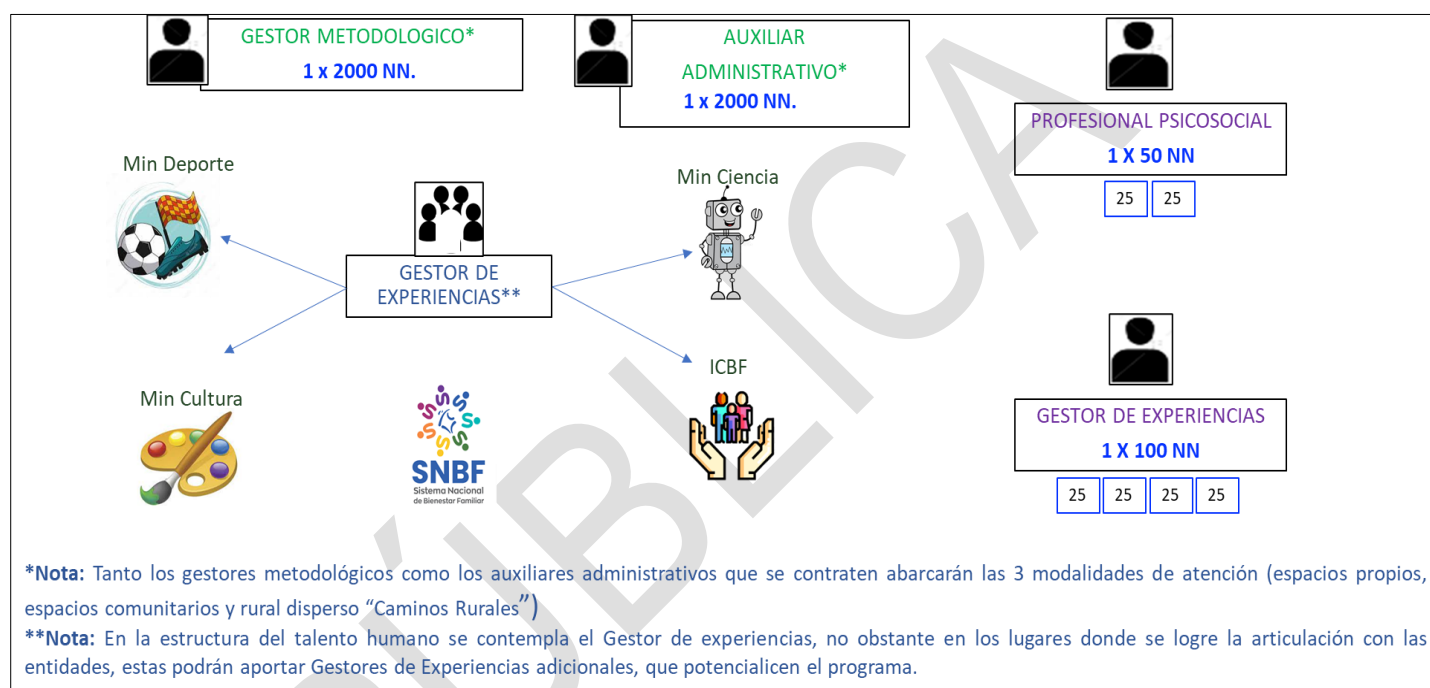 GESTOR METODOLOGICO*
1 x 2000 NN.
AUXILIAR
ADMINISTRATIVO*
1 x 2000 NN.
PROFESIONAL PSICOSOCIAL
1 X 50 NN
25 25
Min Deporte
Min Ciencia
GESTOR DE
EXPERIENCIAS**
Min Cultura
SNBF
Sistema Nacional
de Bienestar Familiar
ICBF
GESTOR DE EXPERIENCIAS
1 X 100 NN
25 25 25 25
*Nota: Tanto los gestores metodológicos como los auxiliares administrativos que se contraten abarcarán las 3 modalidades de atención (espacios propios,
espacios comunitarios y rural disperso “Caminos Rurales”)
**Nota: En la estructura del talento humano se contempla el Gestor de experiencias, no obstante en los lugares donde se logre la articulación con las
entidades, estas podrán aportar Gestores de Experiencias adicionales, que potencialicen el programa.
PÚBLICA